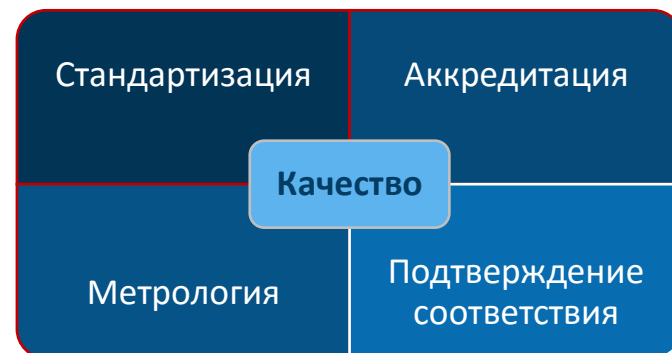 Стандартизация
Аккредитация
Качество
Метрология
Подтверждение
соответствия